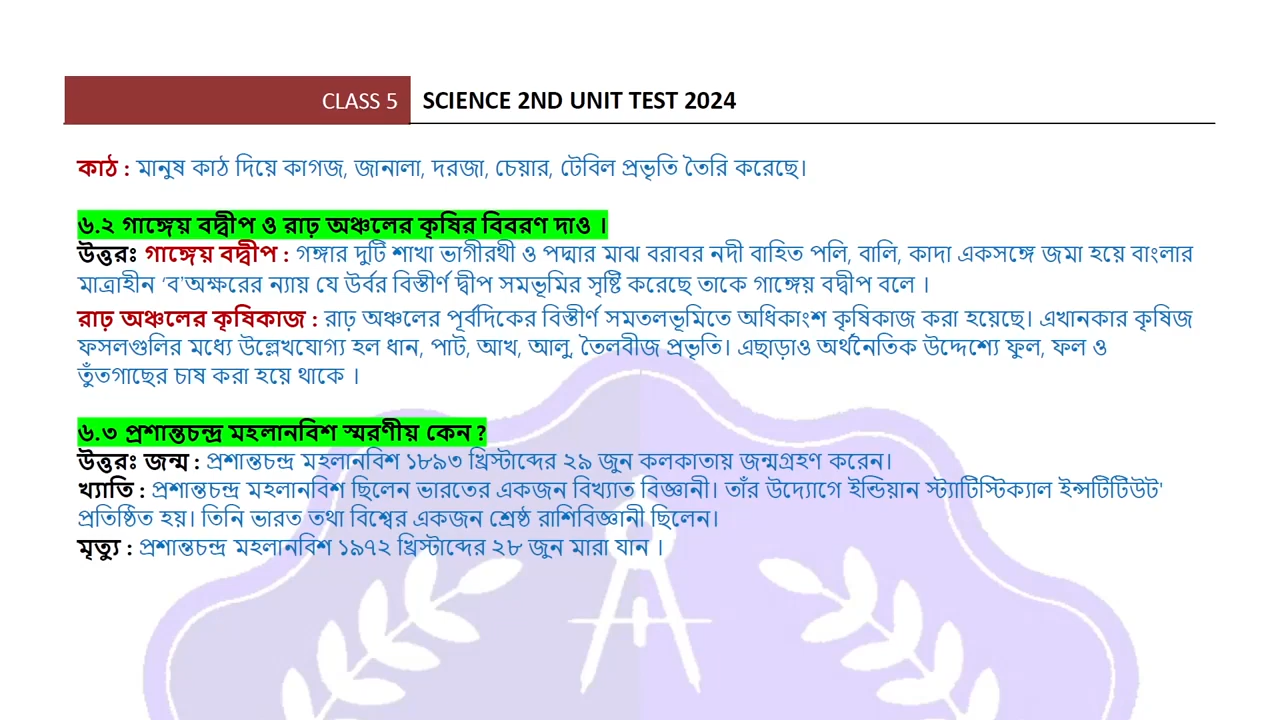 CLASS 5 SCIENCE 2ND UNIT TEST 2024
কাঠ : মানুষ কাঠ দিয়ে কাগজ, জানালা, দরজা, চেয়ার, টেবিল প্রভৃতি তৈরি করেছে।
৬.২ গাঙ্গেয় বদ্বীপ ও রাঢ় অঞ্চলের কৃষির বিবরণ দাও ।
উত্তরঃ গাঙ্গেয় বদ্বীপ : গঙ্গার দুটি শাখা ভাগীরথী ও পদ্মার মাঝ বরাবর নদী বাহিত পলি, বালি, কাদা একসঙ্গে জমা হয়ে বাংলার
মাত্রাহীন ‘ব’অক্ষরের ন্যায় যে উর্বর বিস্তীর্ণ দ্বীপ সমভূমির সৃষ্টি করেছে তাকে গাঙ্গেয় বদ্বীপ বলে ।
রাঢ় অঞ্চলের কৃষিকাজ : রাঢ় অঞ্চলের পূর্বদিকের বিস্তীর্ণ সমতলভূমিতে অধিকাংশ কৃষিকাজ করা হয়েছে। এখানকার কৃষিজ
ফসলগুলির মধ্যে উল্লেখযোগ্য হল ধান, পাট, আখ, আলু, তৈলবীজ প্রভৃতি। এছাড়াও অর্থনৈতিক উদ্দেশ্যে ফুল, ফল ও
তুঁতগাছের চাষ করা হয়ে থাকে ।
৬.৩ প্রশান্তচন্দ্র মহলানবিশ স্মরণীয় কেন ?
উত্তরঃ জন্ম : প্রশান্তচন্দ্র মহলানবিশ ১৮৯৩ খ্রিস্টাব্দের ২৯ জুন কলকাতায় জন্মগ্রহণ করেন।
খ্যাতি : প্রশান্তচন্দ্র মহলানবিশ ছিলেন ভারতের একজন বিখ্যাত বিজ্ঞানী। তাঁর উদ্যোগে ইন্ডিয়ান স্ট্যাটিস্টিক্যাল ইন্সটিটিউট'
প্রতিষ্ঠিত হয়। তিনি ভারত তথা বিশ্বের একজন শ্রেষ্ঠ রাশিবিজ্ঞানী ছিলেন।
মৃত্যু : প্রশান্তচন্দ্র মহলানবিশ ১৯৭২ খ্রিস্টাব্দের ২৮ জুন মারা যান ।